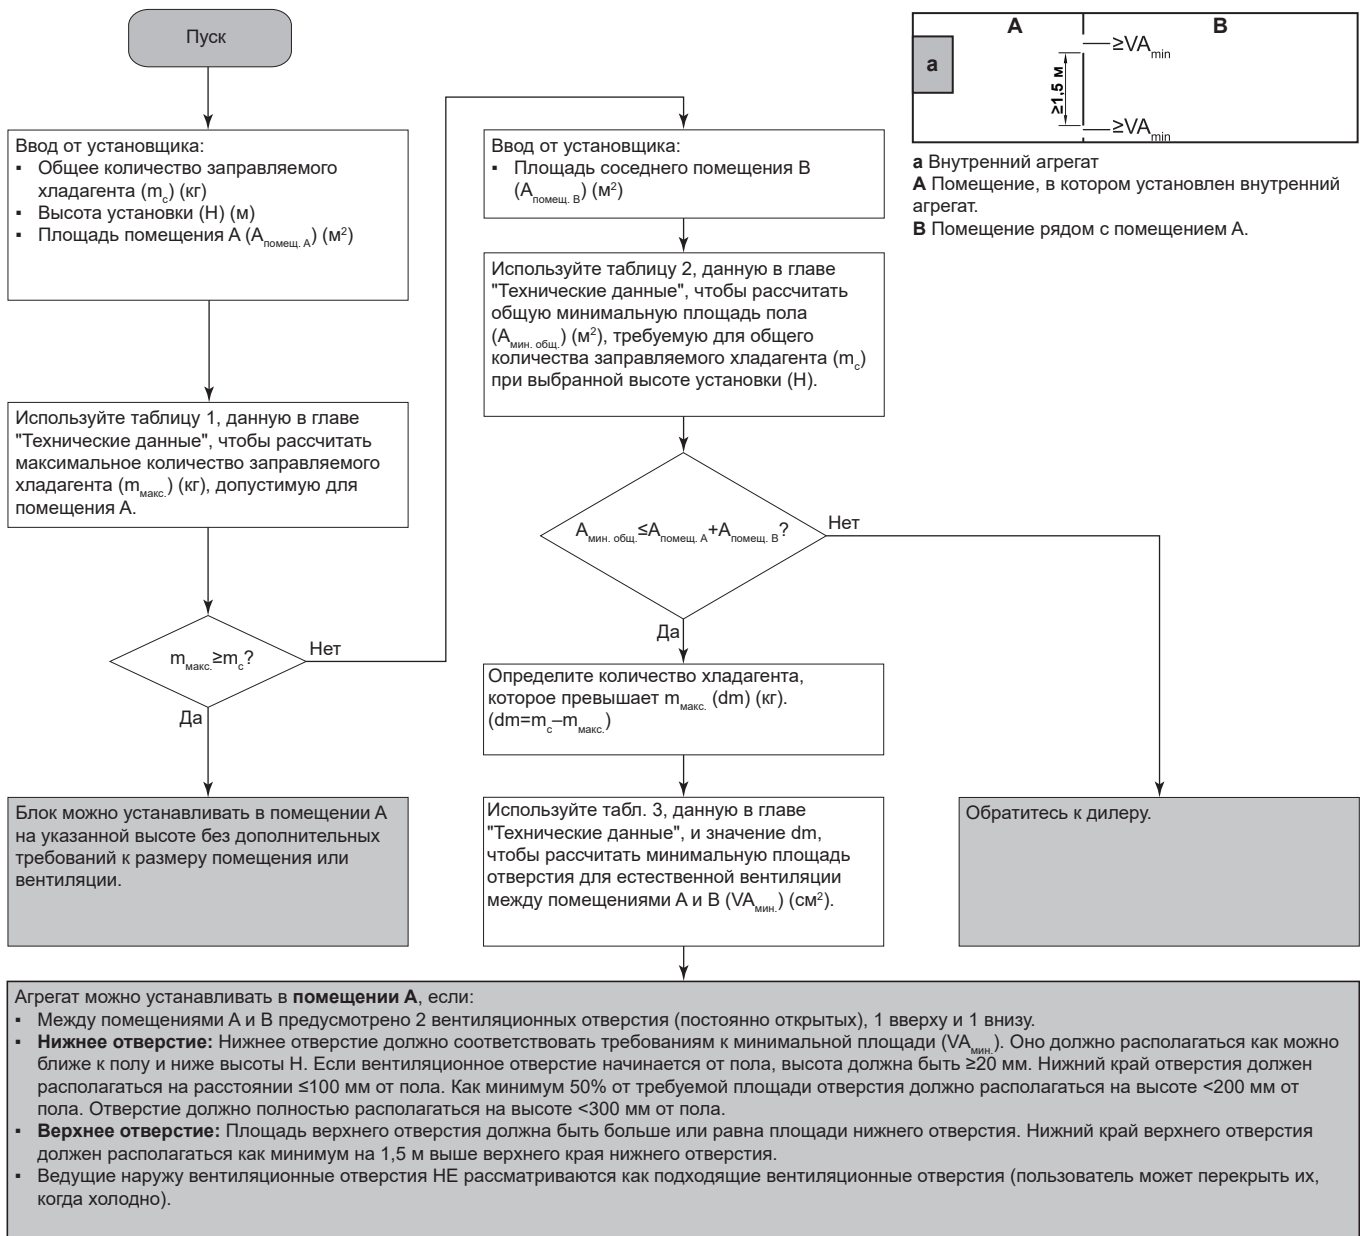 Пуск
Ввод от установщика:
▪ Общее количество заправляемого
хладагента (mc) (кг)
▪ Высота установки (H) (м)
▪ Площадь помещения A (Aпомещ. A) (м²)
Используйте таблицу 1, данную в главе
"Технические данные", чтобы рассчитать
максимальное количество заправляемого
хладагента (mмакс.) (кг), допустимую для
помещения A.
mмакс.≥mc?
Нет
Да
Блок можно устанавливать в помещении A
на указанной высоте без дополнительных
требований к размеру помещения или
вентиляции.
Ввод от установщика:
▪ Площадь соседнего помещения B
(Aпомещ. B) (м²)
Используйте таблицу 2, данную в главе
"Технические данные", чтобы рассчитать
общую минимальную площадь пола
(Aмин. общ.) (м²), требуемую для общего
количества заправляемого хладагента (mc)
при выбранной высоте установки (H).
Aмин. общ.≤Aпомещ. A+Aпомещ. B?
Нет
Да
Определите количество хладагента,
которое превышает mмакс. (dm) (кг).
(dm=mc–mмакс.)
Используйте табл. 3, данную в главе
"Технические данные", и значение dm,
чтобы рассчитать минимальную площадь
отверстия для естественной вентиляции
между помещениями A и B (VAмин.) (см²).
Обратитесь к дилеру.
A
B
a
≥1,5 м
≥VAmin
≥VAmin
a Внутренний агрегат
A Помещение, в котором установлен внутренний
агрегат.
B Помещение рядом с помещением A.
Агрегат можно устанавливать в помещении A, если:
▪ Между помещениями A и B предусмотрено 2 вентиляционных отверстия (постоянно открытых), 1 вверху и 1 внизу.
▪ Нижнее отверстие: Нижнее отверстие должно соответствовать требованиям к минимальной площади (VAмин.). Оно должно располагаться как можно
ближе к полу и ниже высоты H. Если вентиляционное отверстие начинается от пола, высота должна быть ≥20 мм. Нижний край отверстия должен
располагаться на расстоянии ≤100 мм от пола. Как минимум 50% от требуемой площади отверстия должно располагаться на высоте <200 мм от
пола. Отверстие должно полностью располагаться на высоте <300 мм от пола.
▪ Верхнее отверстие: Площадь верхнего отверстия должна быть больше или равна площади нижнего отверстия. Нижний край верхнего отверстия
должен располагаться как минимум на 1,5 м выше верхнего края нижнего отверстия.
▪ Ведущие наружу вентиляционные отверстия НЕ рассматриваются как подходящие вентиляционные отверстия (пользователь может перекрыть их,
когда холодно).